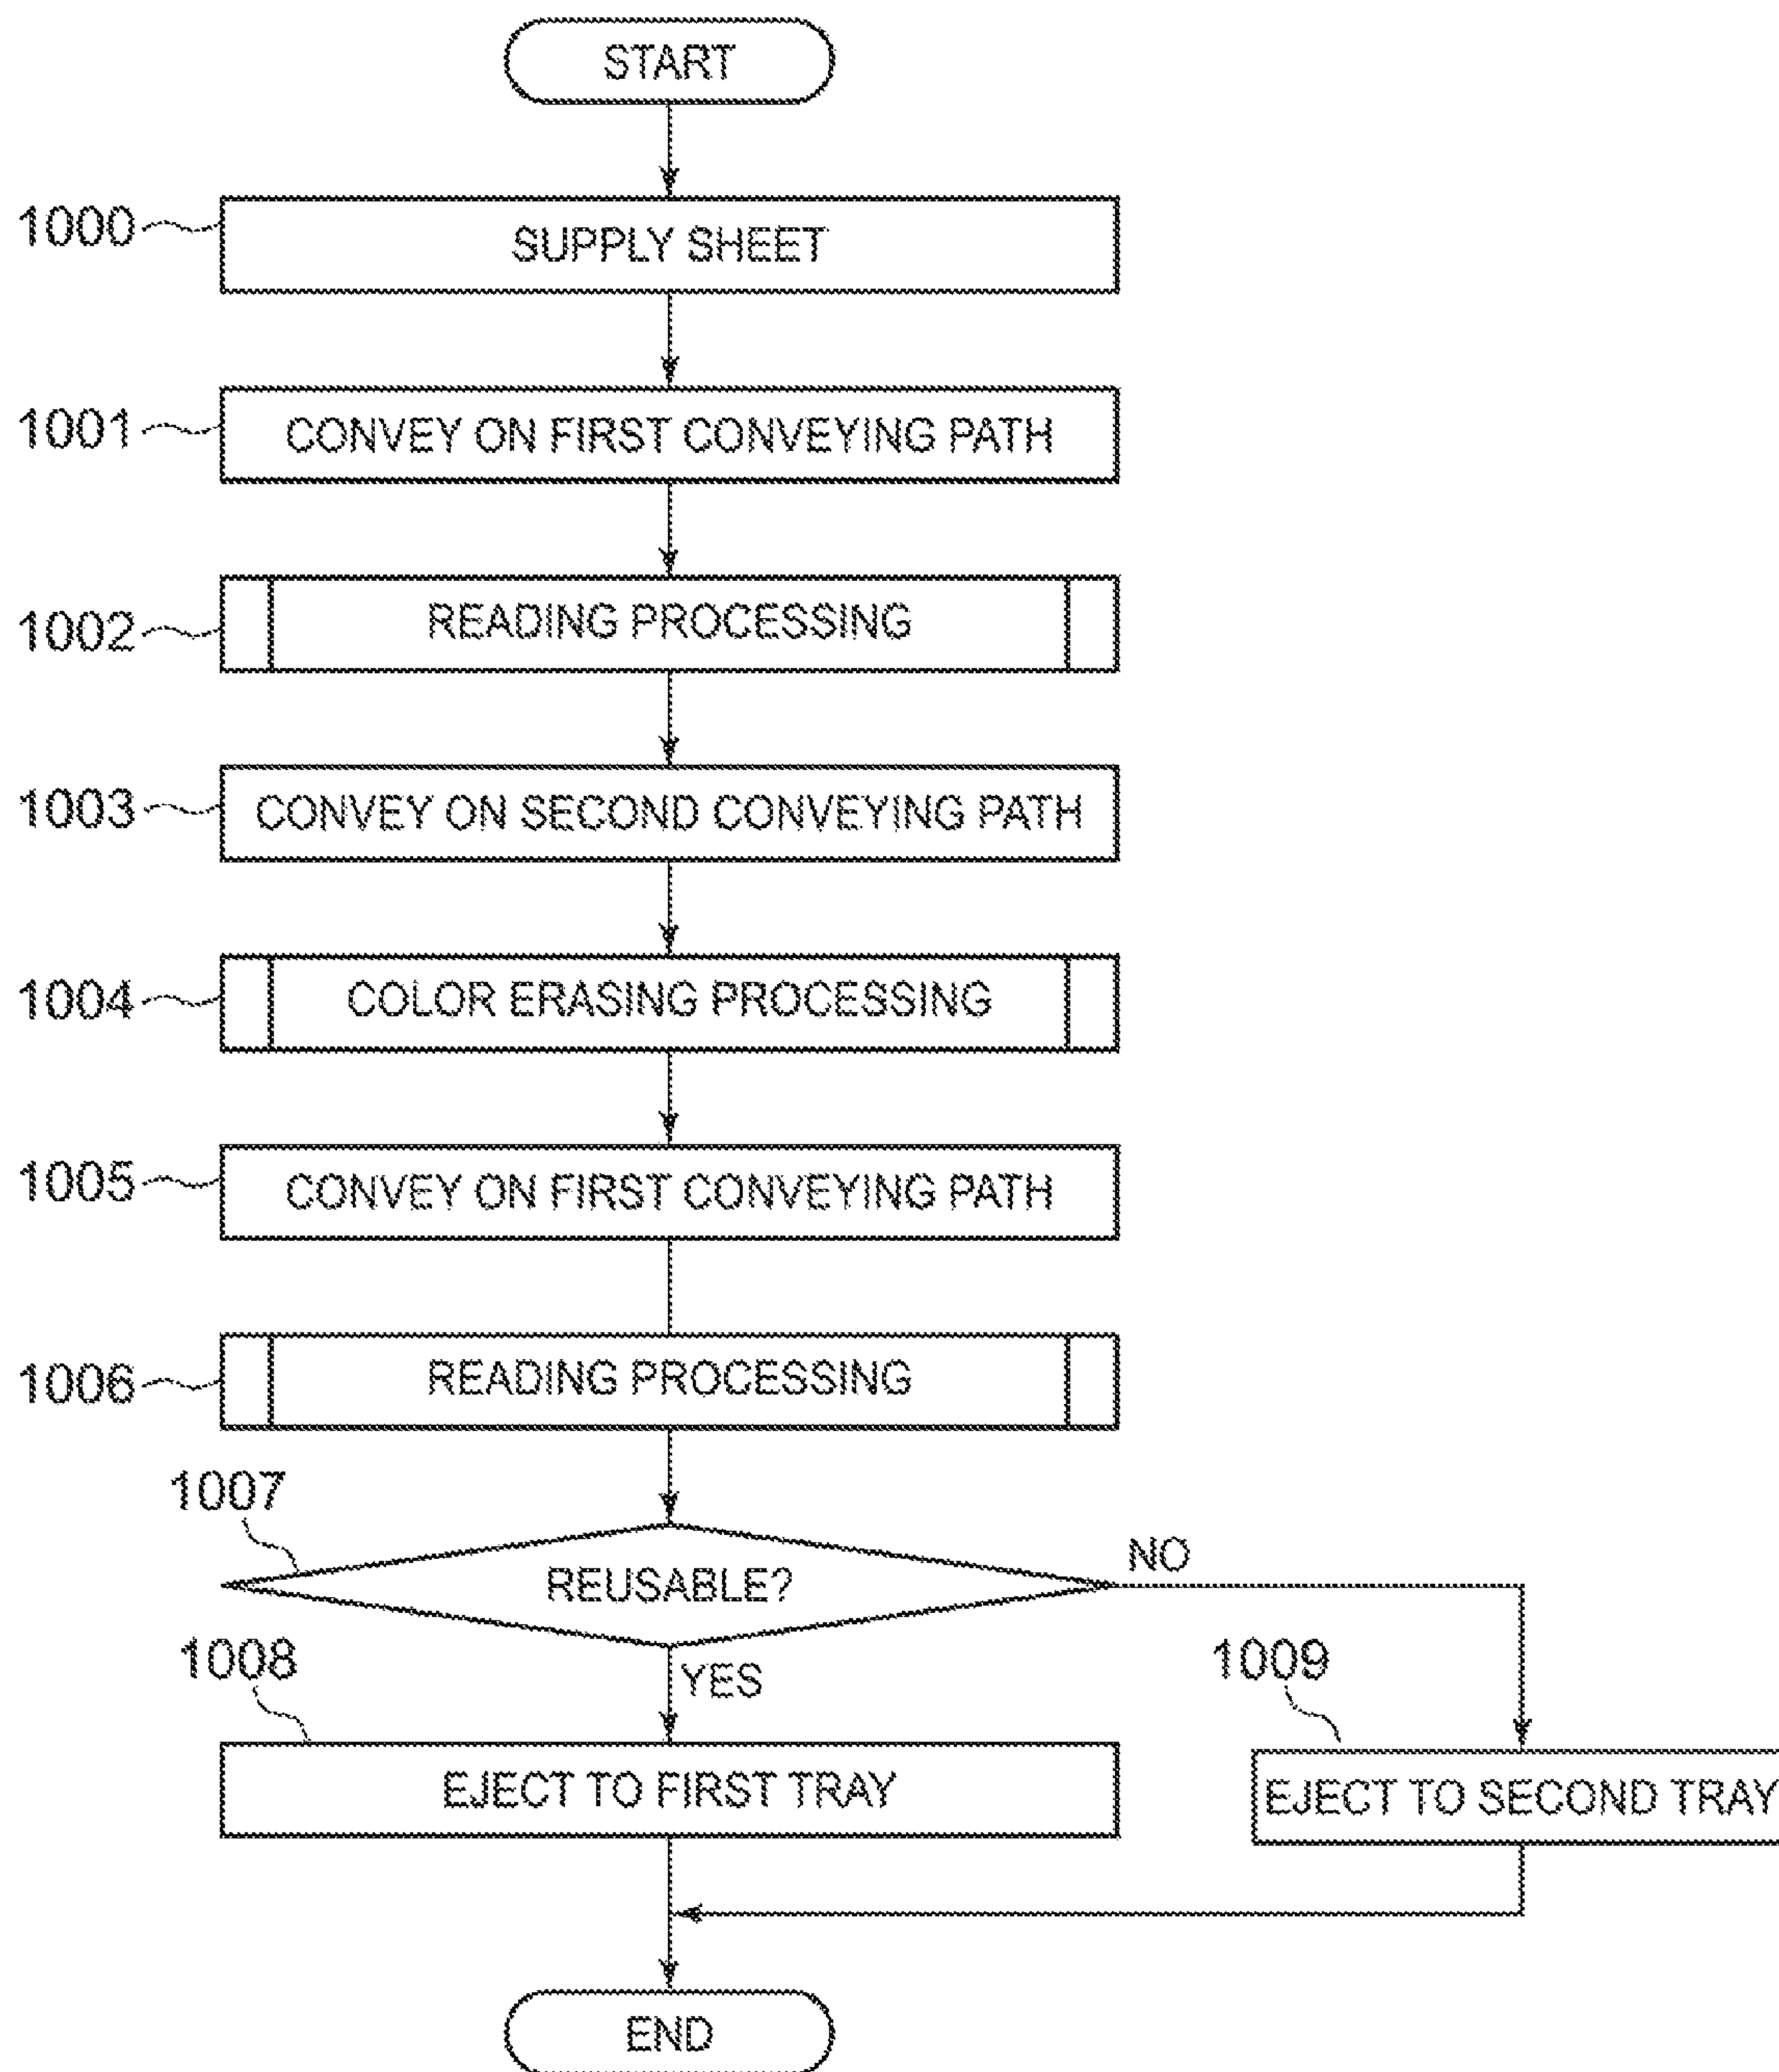 START
1000
SUPPLY SHEET
1001
CONVEY ON FIRST CONVEYING PATH
1002
READING PROCESSING
1003
CONVEY ON SECOND CONVEYING PATH
1004
COLOR ERASING PROCESSING
1005
CONVEY ON FIRST CONVEYING PATH
1006
READING PROCESSING
1007
REUSABLE?
NO
YES
1008
EJECT TO FIRST TRAY
1009
EJECT TO SECOND TRAY
END